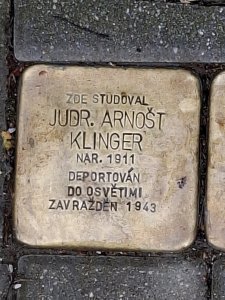 ZDE STUDOVAL
JUDR. ARNOŠT
KLINGER
NAR. 1911
DEPORTOVÁN
DO OSVĚTIMI
ZAVRAŽDĚN 1943